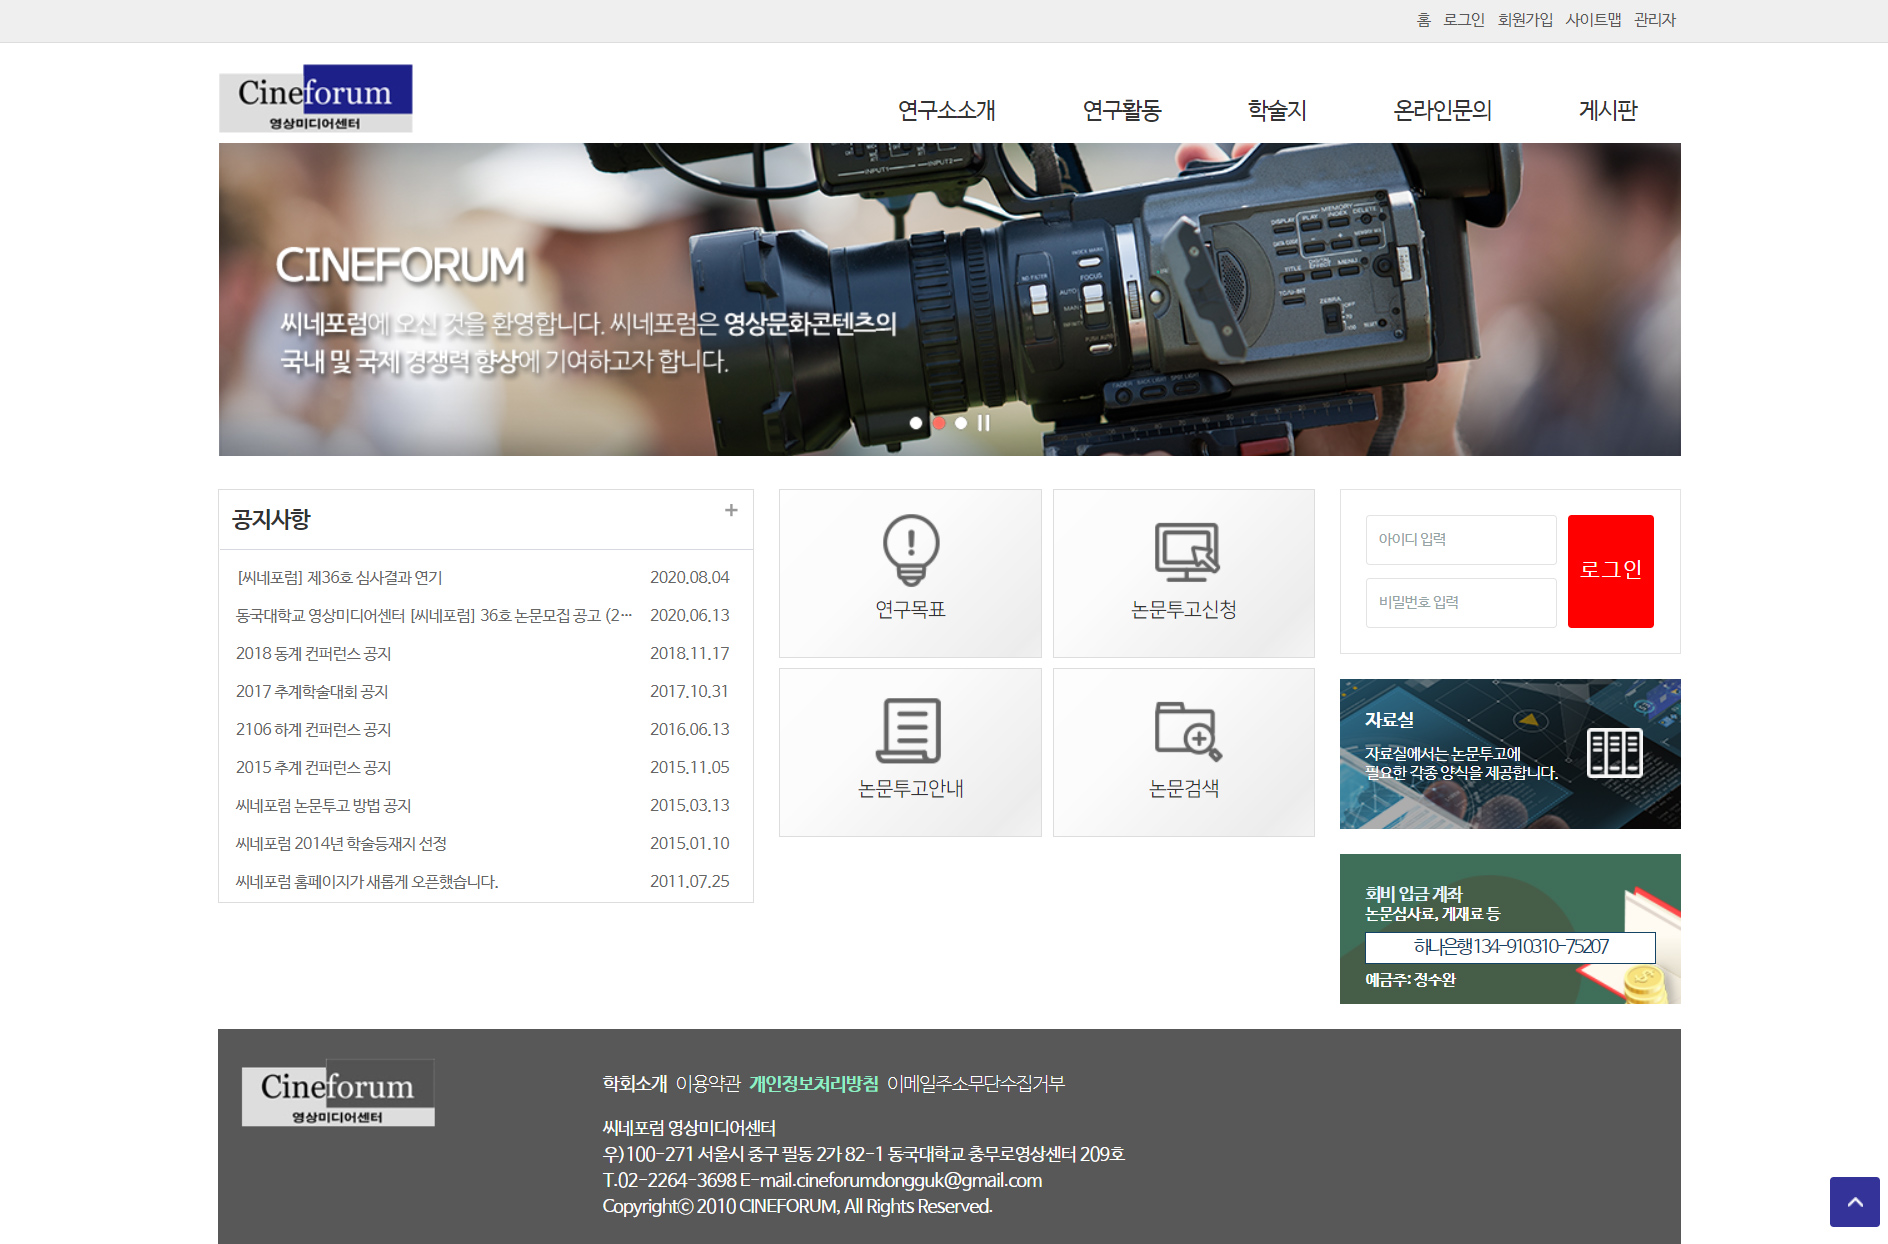 홈 로그인 회원가입 사이트맵 관리자
Cineforum
영상미디어센터
연구소소개 연구활동 학술지 온라인문의 게시판
CINEFORUM
씨네포럼에 오신 것을 환영합니다. 씨네포럼은 영상문화콘텐츠의
국내 및 국제 경쟁력 향상에 기여하고자 합니다.
공지사항
[씨네포럼] 제36호 심사결과 연기 2020.08.04
동국대학교 영상미디어센터 [씨네포럼] 36호 논문모집 공고 (2… 2020.06.13
2018 동계 컨퍼런스 공지 2018.11.17
2017 추계학술대회 공지 2017.10.31
2106 하계 컨퍼런스 공지 2016.06.13
2015 추계 컨퍼런스 공지 2015.11.05
씨네포럼 논문투고 방법 공지 2015.03.13
씨네포럼 2014년 학술등재지 선정 2015.01.10
씨네포럼 홈페이지가 새롭게 오픈했습니다. 2011.07.25
연구목표
논문투고신청
논문투고안내
논문검색
아이디 입력
비밀번호 입력
로그인
자료실
자료실에서는 논문투고에
필요한 각종 양식을 제공합니다.
회비 입금 계좌
논문심사료, 게재료 등
하나은행 134-910310-75207
예금주: 정수완
Cineforum
영상미디어센터
학회소개 이용약관 개인정보처리방침 이메일주소무단수집거부
씨네포럼 영상미디어센터
우)100-271 서울시 중구 필동 2가 82-1 동국대학교 충무로영상센터 209호
T.02-2264-3698 E-mail.cineforumdongguk@gmail.com
Copyrightⓒ 2010 CINEFORUM, All Rights Reserved.